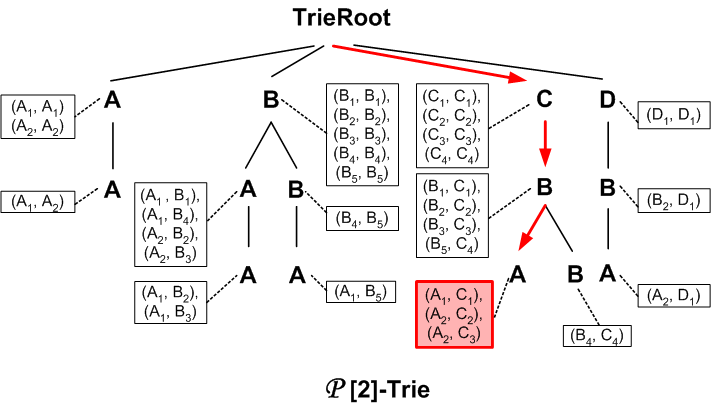 TrieRoot
A
B
C
D
(A₁, A₁)
(A₂, A₂)
(B₁, B₁),
(B₂, B₂),
(B₃, B₃),
(B₄, B₄),
(B₅, B₅)
(C₁, C₁),
(C₂, C₂),
(C₃, C₃),
(C₄, C₄)
(D₁, D₁)
A
A
B
B
B
(A₁, A₂)
(A₁ , B₁),
(A₁, B₄),
(A₂, B₂),
(A₂, B₃)
(B₄, B₅)
(B₁, C₁),
(B₂, C₂),
(B₃, C₃),
(B₅, C₄)
(B₂, D₁)
A
A
A
B
A
(A₁, B₂),
(A₁, B₃)
(A₁, B₅)
(A₁, C₁),
(A₂, C₂),
(A₂, C₃)
(B₄, C₄)
(A₂, D₁)
𝒫 [2]-Trie